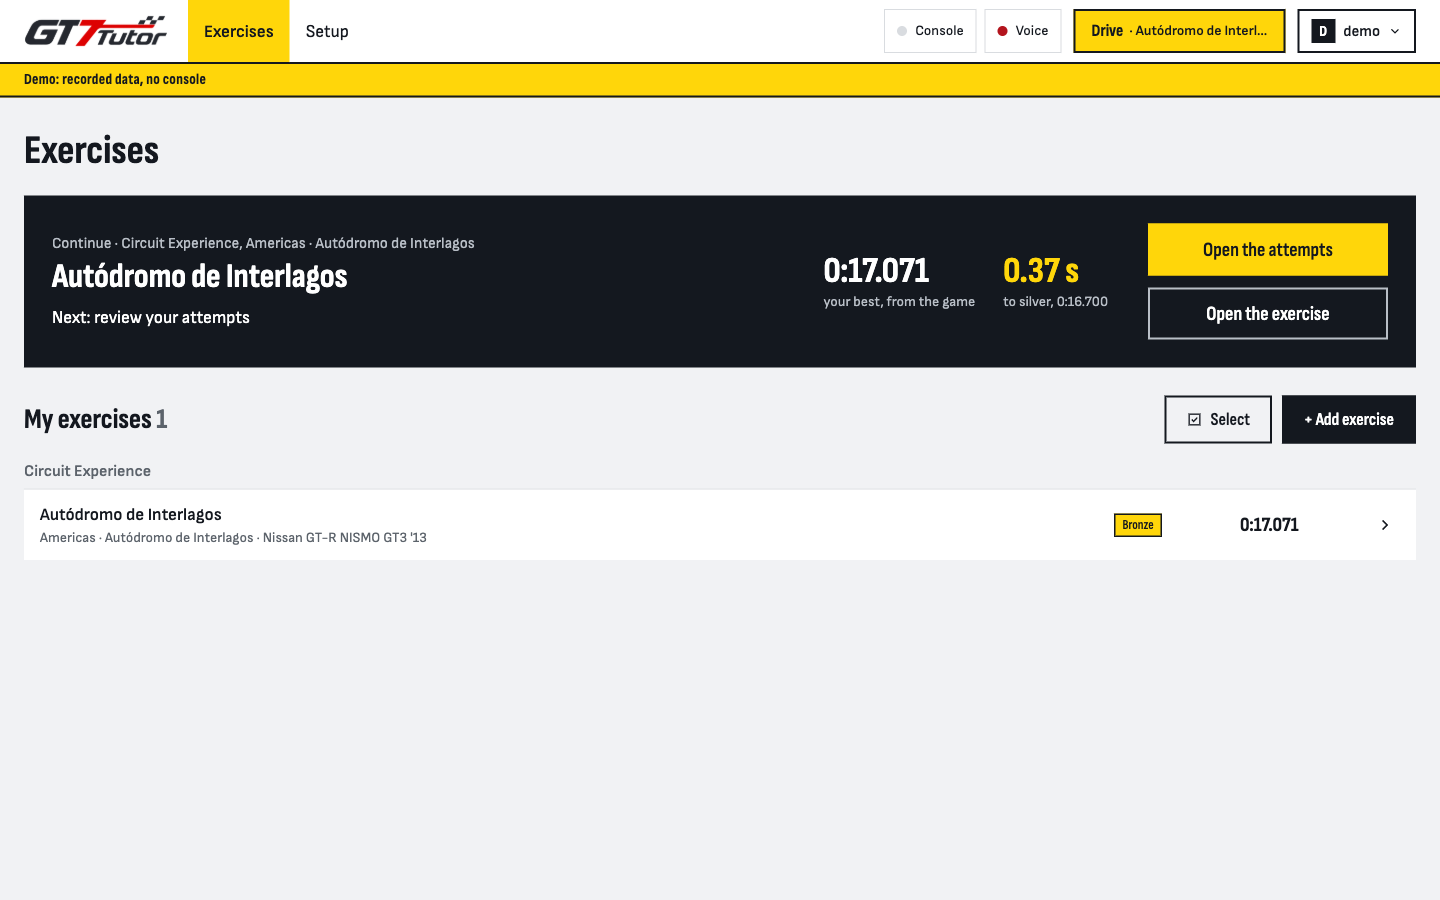 GT7 Tutor
Exercises
Setup
Console
Voice
Drive · Autódromo de Interl...
D
demo
Demo: recorded data, no console
Exercises
Continue · Circuit Experience, Americas · Autódromo de Interlagos
Autódromo de Interlagos
Next: review your attempts
0:17.071
your best, from the game
0.37 s
to silver, 0:16.700
Open the attempts
Open the exercise
My exercises 1
Select
+ Add exercise
Circuit Experience
Autódromo de Interlagos
Americas · Autódromo de Interlagos · Nissan GT-R NISMO GT3 '13
Bronze
0:17.071